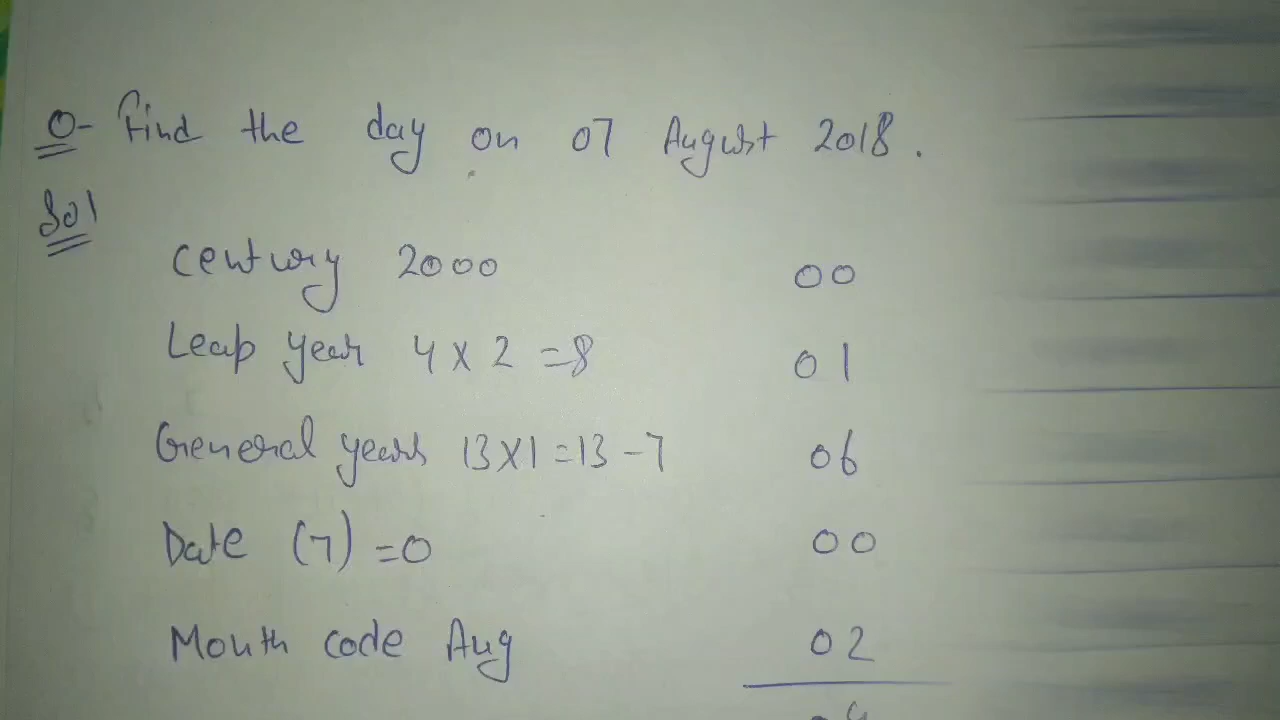 Q- Find the day on 07 August 2018.
Sol
Century 2000 00
Leap year 4 x 2 = 8 01
General years 13 x 1 = 13 - 7 06
Date (7) = 0 00
Month code Aug 02